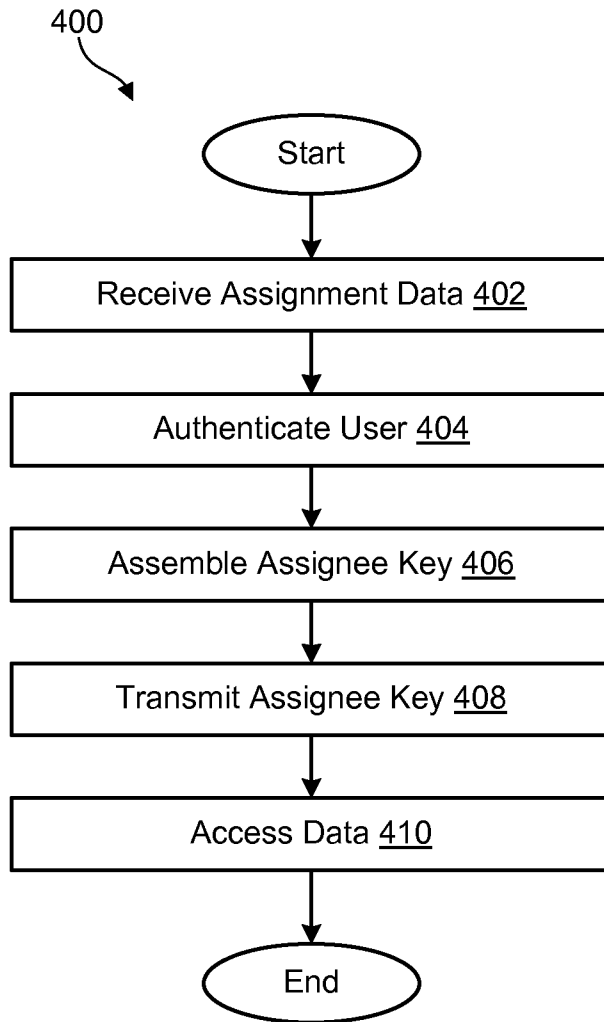 400
Start
Receive Assignment Data 402
Authenticate User 404
Assemble Assignee Key 406
Transmit Assignee Key 408
Access Data 410
End